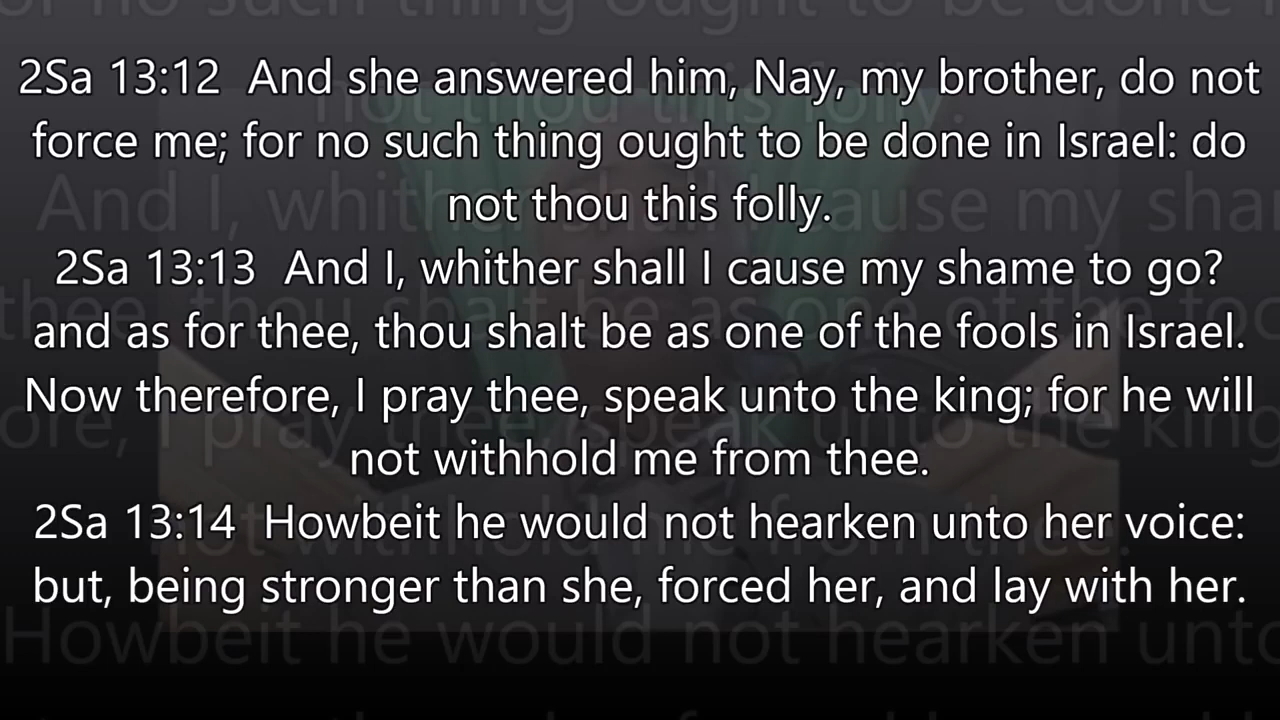 2Sa 13:12  And she answered him, Nay, my brother, do not
force me; for no such thing ought to be done in Israel: do
not thou this folly.
2Sa 13:13  And I, whither shall I cause my shame to go?
and as for thee, thou shalt be as one of the fools in Israel.
Now therefore, I pray thee, speak unto the king; for he will
not withhold me from thee.
2Sa 13:14  Howbeit he would not hearken unto her voice:
but, being stronger than she, forced her, and lay with her.